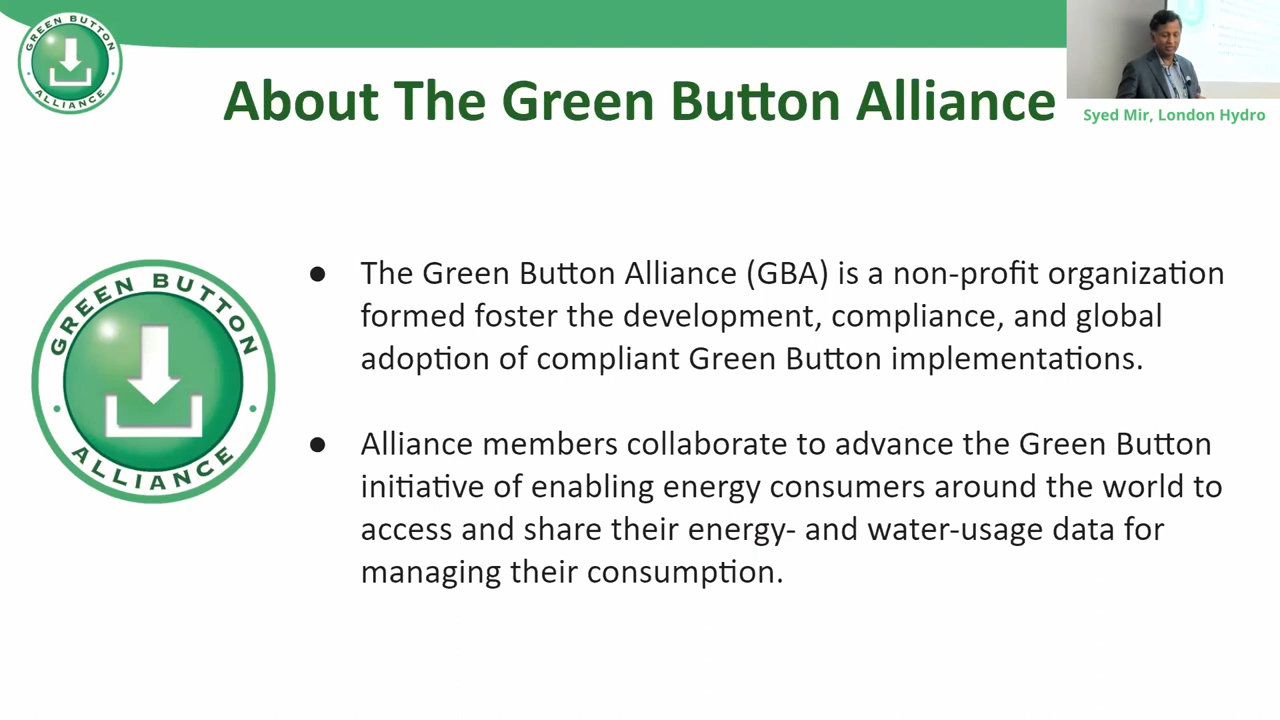 GREEN BUTTON
ALLIANCE
About The Green Button Alliance
Syed Mir, London Hydro
GREEN BUTTON
ALLIANCE
● The Green Button Alliance (GBA) is a non-profit organization
formed foster the development, compliance, and global
adoption of compliant Green Button implementations.
● Alliance members collaborate to advance the Green Button
initiative of enabling energy consumers around the world to
access and share their energy- and water-usage data for
managing their consumption.